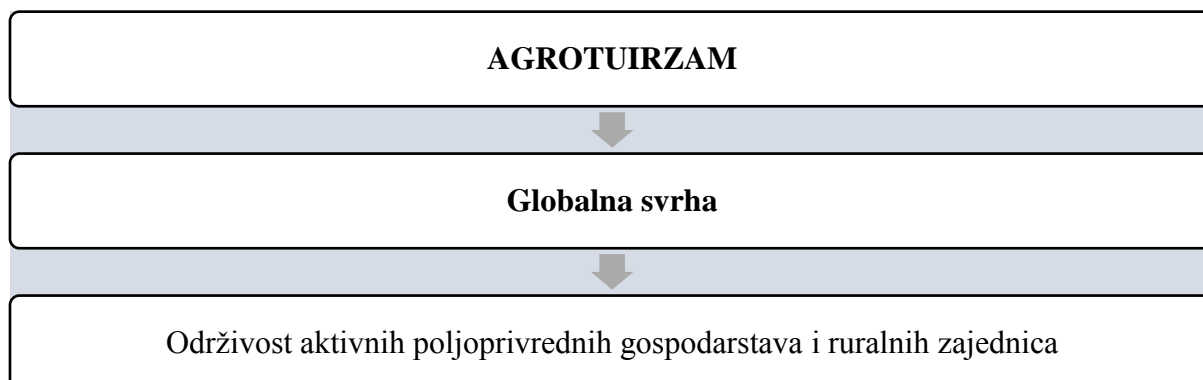 AGROTUIRZAM
Globalna svrha
Održivost aktivnih poljoprivrednih gospodarstava i ruralnih zajednica